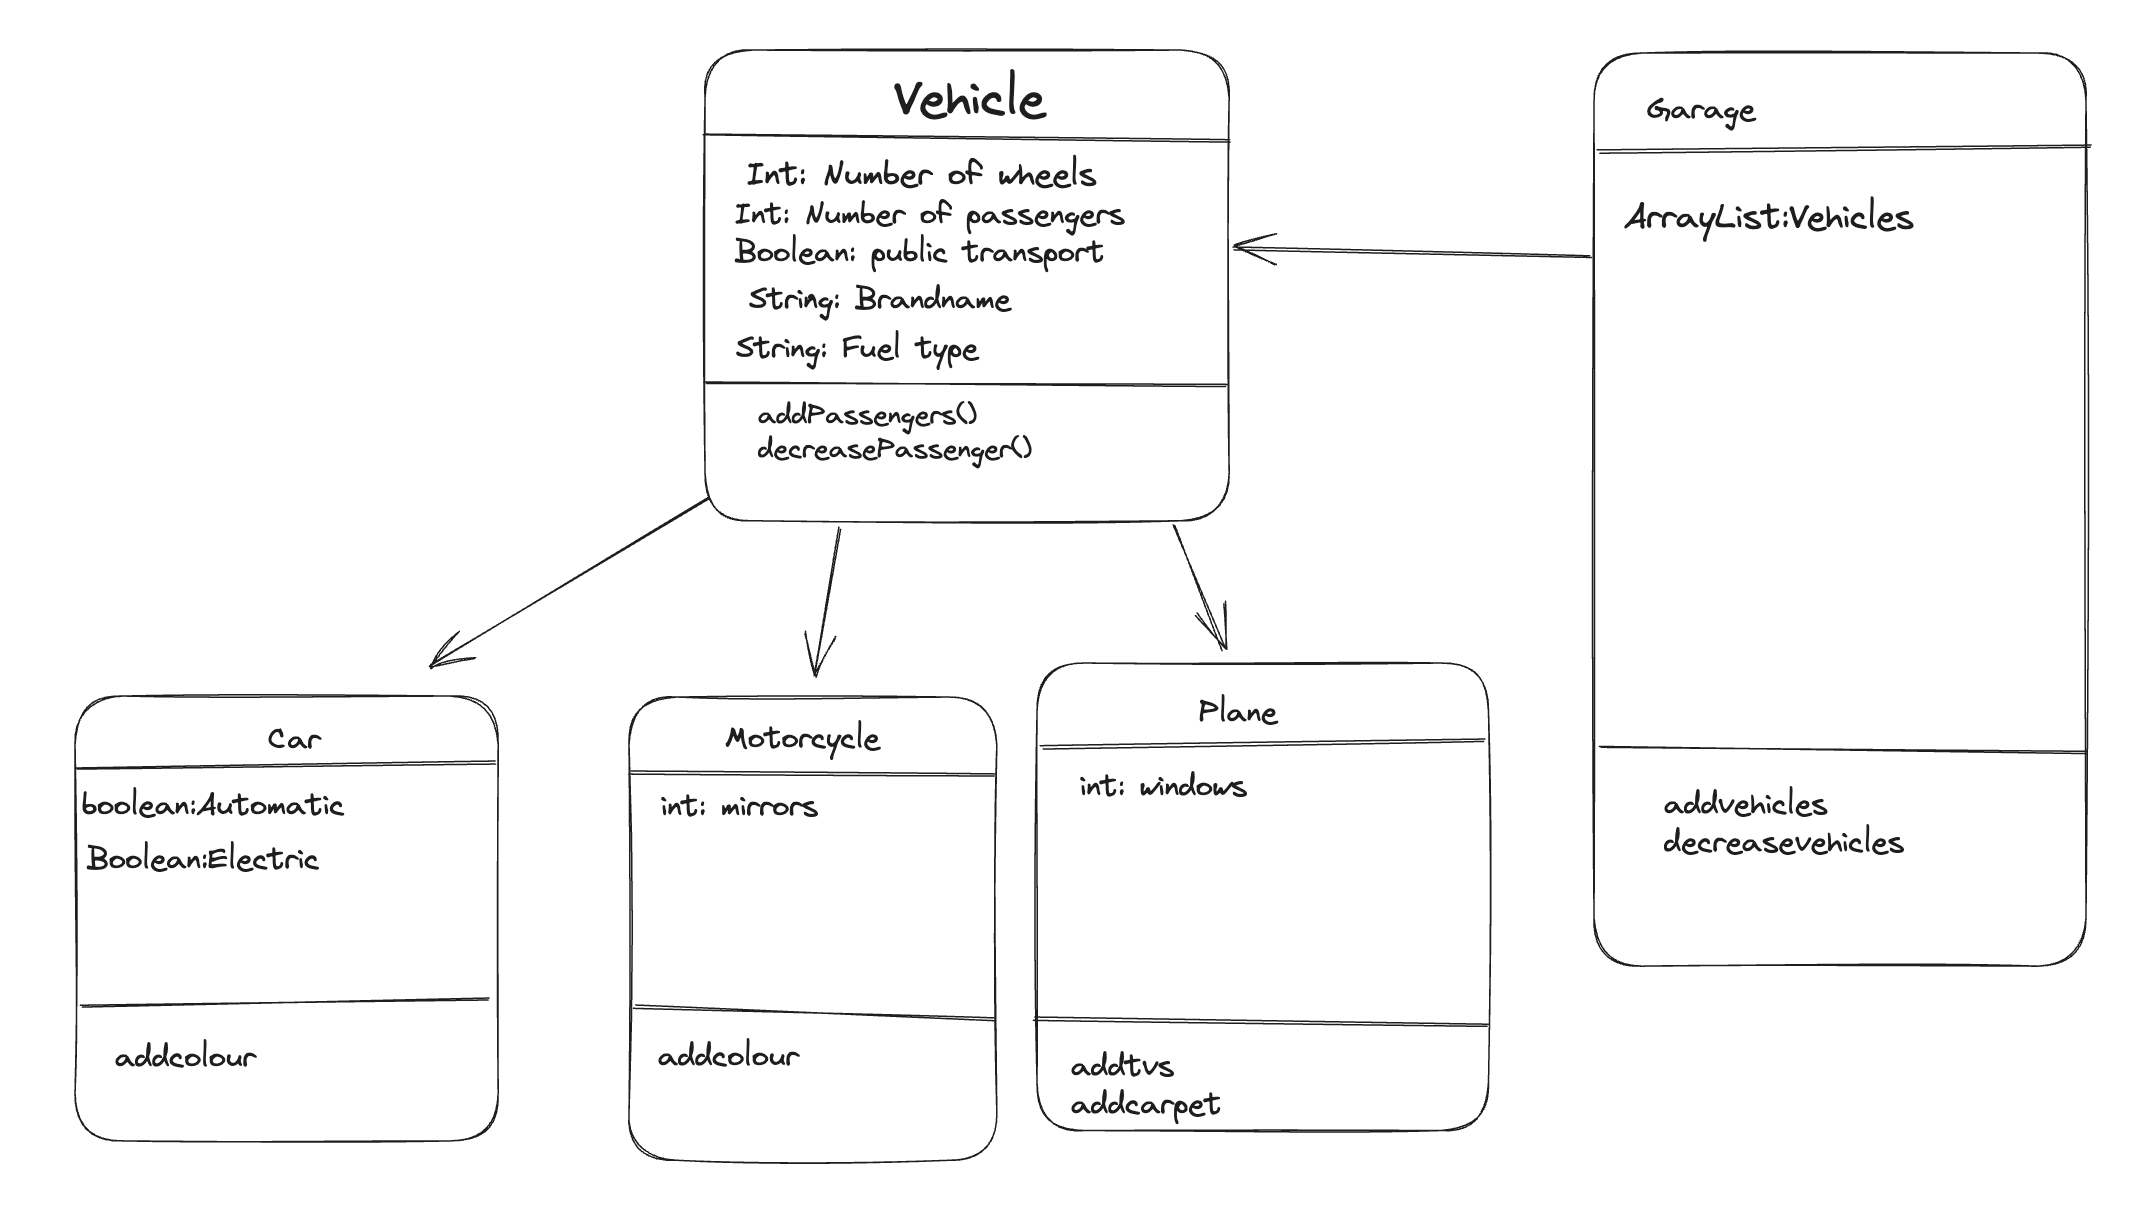 Vehicle
Int: Number of wheels
Int: Number of passengers
Boolean: public transport
String: Brandname
String: Fuel type
addPassengers()
decreasePassenger()
Garage
ArrayList:Vehicles
addvehicles
decreasevehicles
Car
boolean:Automatic
Boolean:Electric
addcolour
Motorcycle
int: mirrors
addcolour
Plane
int: windows
addtvs
addcarpet